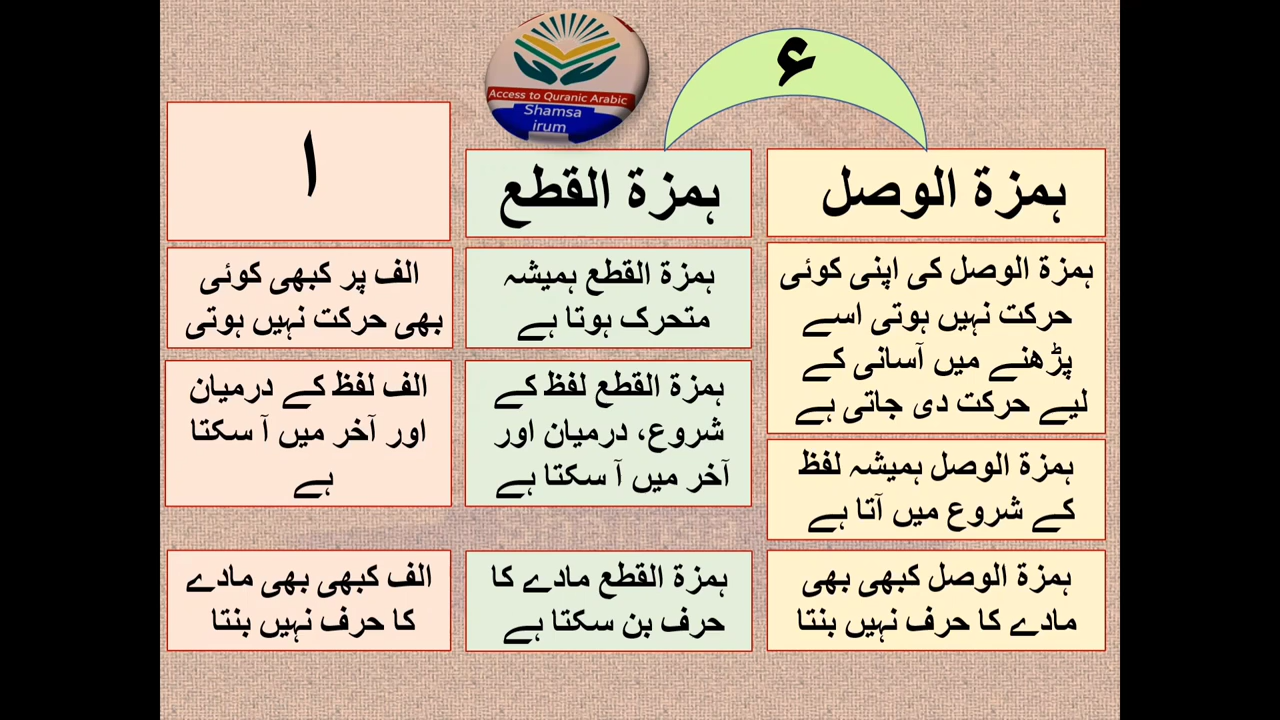 Access to Quranic Arabic
Shamsa
irum
ء
ہمزۃ الوصل
ہمزۃ الوصل کی اپنی کوئی
حرکت نہیں ہوتی اسے
پڑھنے میں آسانی کے
لیے حرکت دی جاتی ہے
ہمزۃ الوصل ہمیشہ لفظ
کے شروع میں آتا ہے
ہمزۃ الوصل کبھی بھی
مادے کا حرف نہیں بنتا
ہمزۃ القطع
ہمزۃ القطع ہمیشہ
متحرک ہوتا ہے
ہمزۃ القطع لفظ کے
شروع، درمیان اور
آخر میں آ سکتا ہے
ہمزۃ القطع مادے کا
حرف بن سکتا ہے
ا
الف پر کبھی کوئی
بھی حرکت نہیں ہوتی
الف لفظ کے درمیان
اور آخر میں آ سکتا
ہے
الف کبھی بھی مادے
کا حرف نہیں بنتا